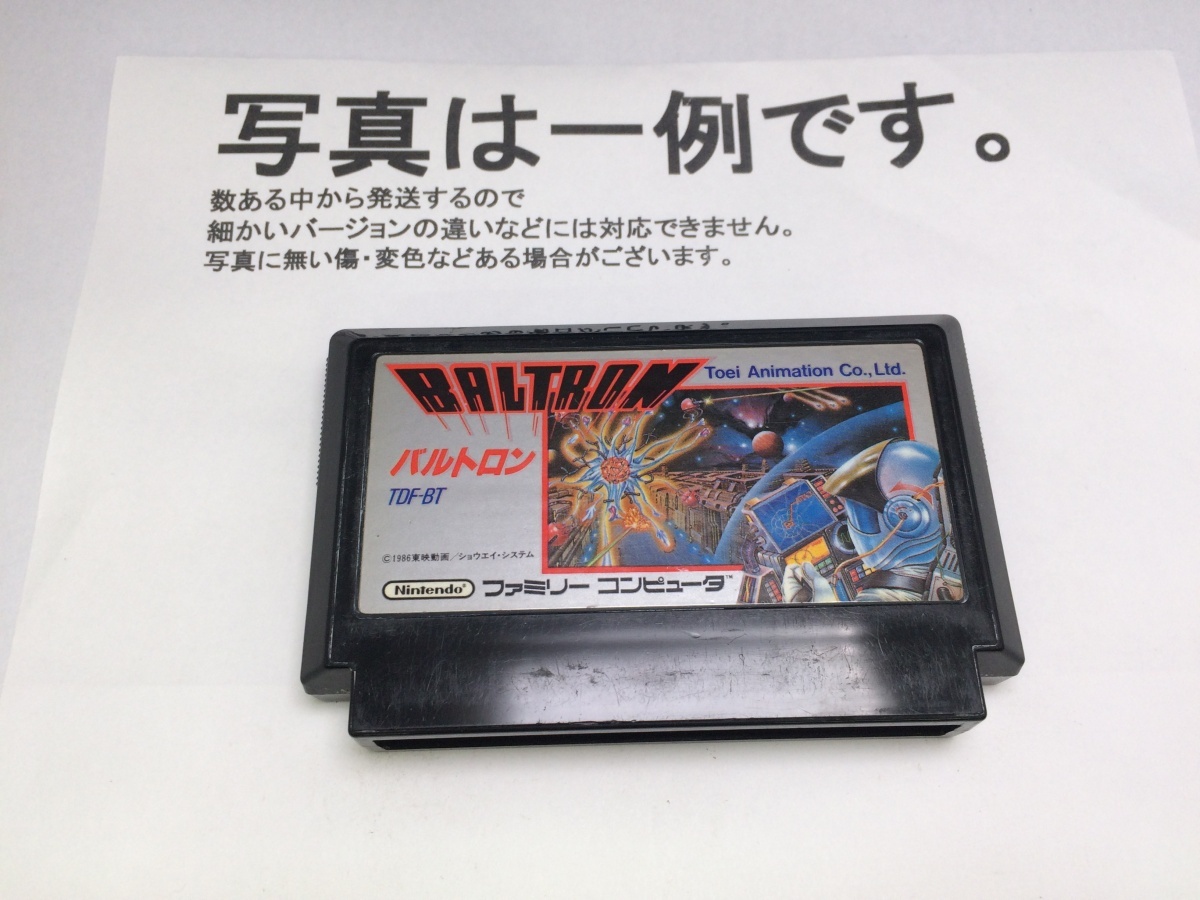 写真は一例です。
数ある中から発送するので
細かいバージョンの違いなどには対応できません。
写真に無い傷・変色などある場合がございます。
BALTRON
Toei Animation Co., Ltd.
バルトロン
TDF-BT
©1986東映動画/ショウエイ・システム
Nintendo® ファミリー コンピュータ™